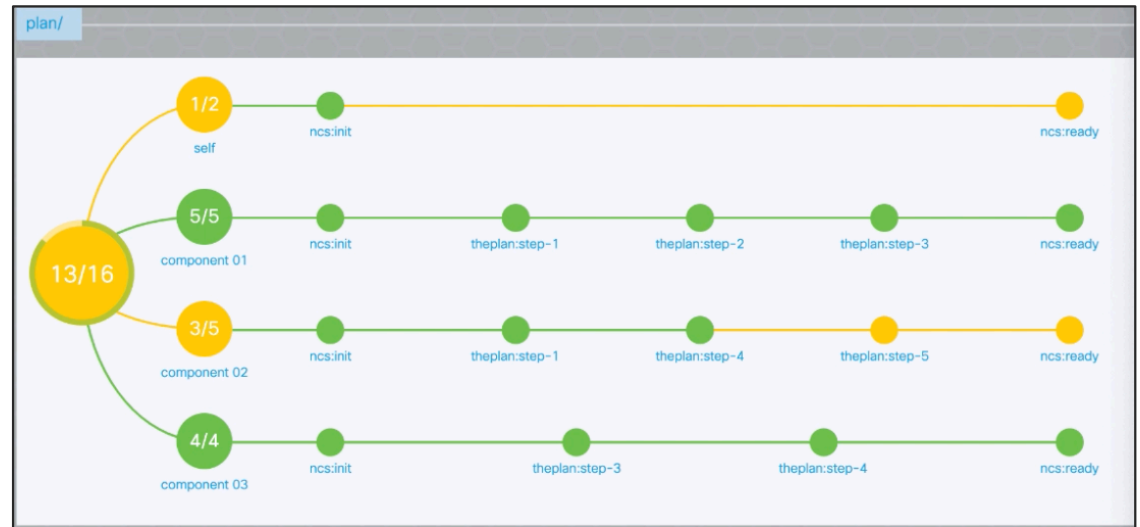 plan/
1/2
self
ncs:init
ncs:ready
5/5
component 01
ncs:init
theplan:step-1
theplan:step-2
theplan:step-3
ncs:ready
13/16
3/5
component 02
ncs:init
theplan:step-1
theplan:step-4
theplan:step-5
ncs:ready
4/4
component 03
ncs:init
theplan:step-3
theplan:step-4
ncs:ready